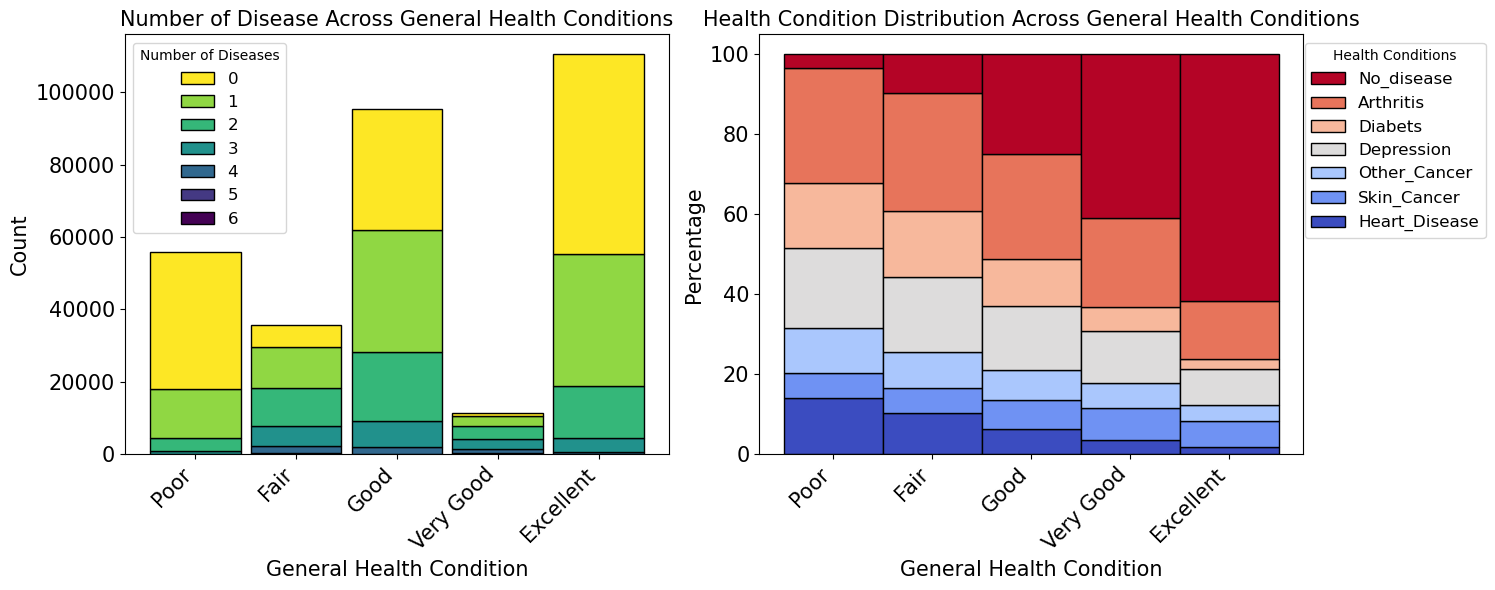 Number of Disease Across General Health Conditions
Number of Diseases
0
1
2
3
4
5
6
100000
80000
60000
40000
20000
0
Count
Poor
Fair
Good
Very Good
Excellent
General Health Condition
Health Condition Distribution Across General Health Conditions
Health Conditions
No_disease
Arthritis
Diabets
Depression
Other_Cancer
Skin_Cancer
Heart_Disease
100
80
60
40
20
0
Percentage
Poor
Fair
Good
Very Good
Excellent
General Health Condition